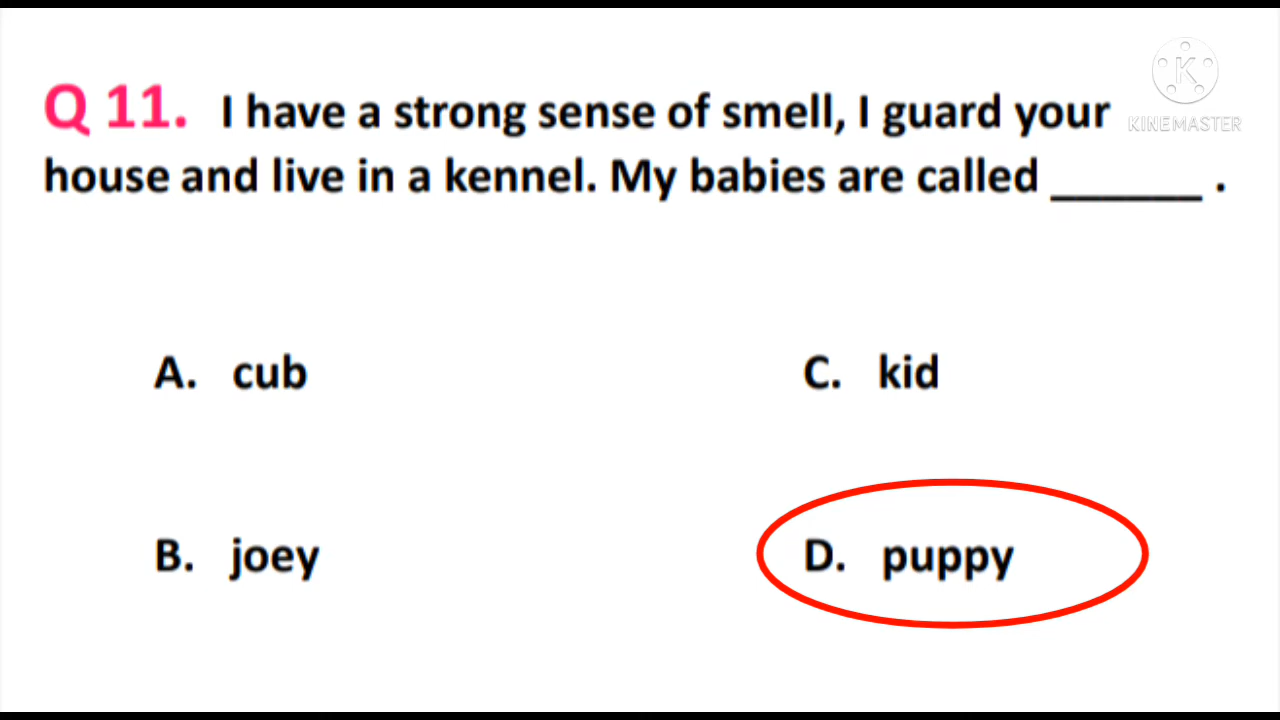 Q 11. I have a strong sense of smell, I guard your
house and live in a kennel. My babies are called ______ .
A. cub
C. kid
B. joey
D. puppy
K
KINEMASTER